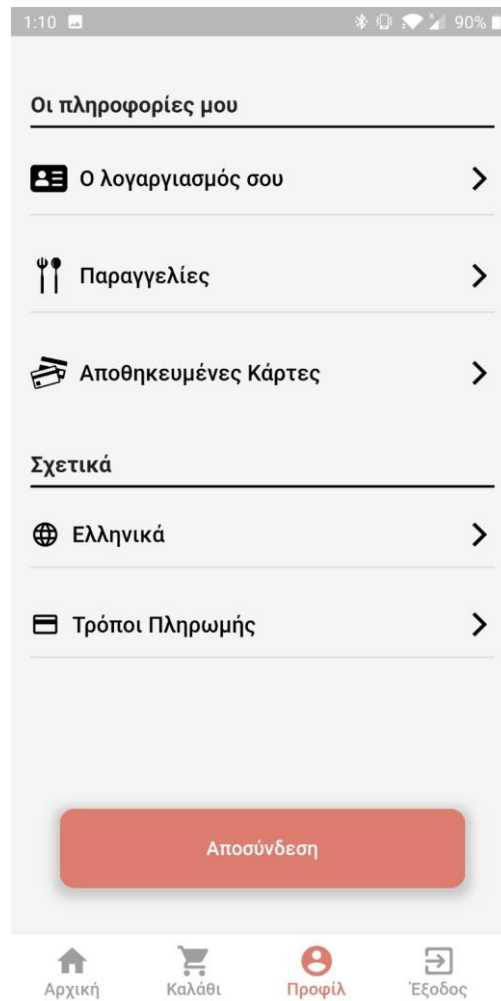 1:10
90%
Οι πληροφορίες μου
Ο λογαργιασμός σου
Παραγγελίες
Αποθηκευμένες Κάρτες
Σχετικά
Ελληνικά
Τρόποι Πληρωμής
Αποσύνδεση
Αρχική
Καλάθι
Προφίλ
Έξοδος